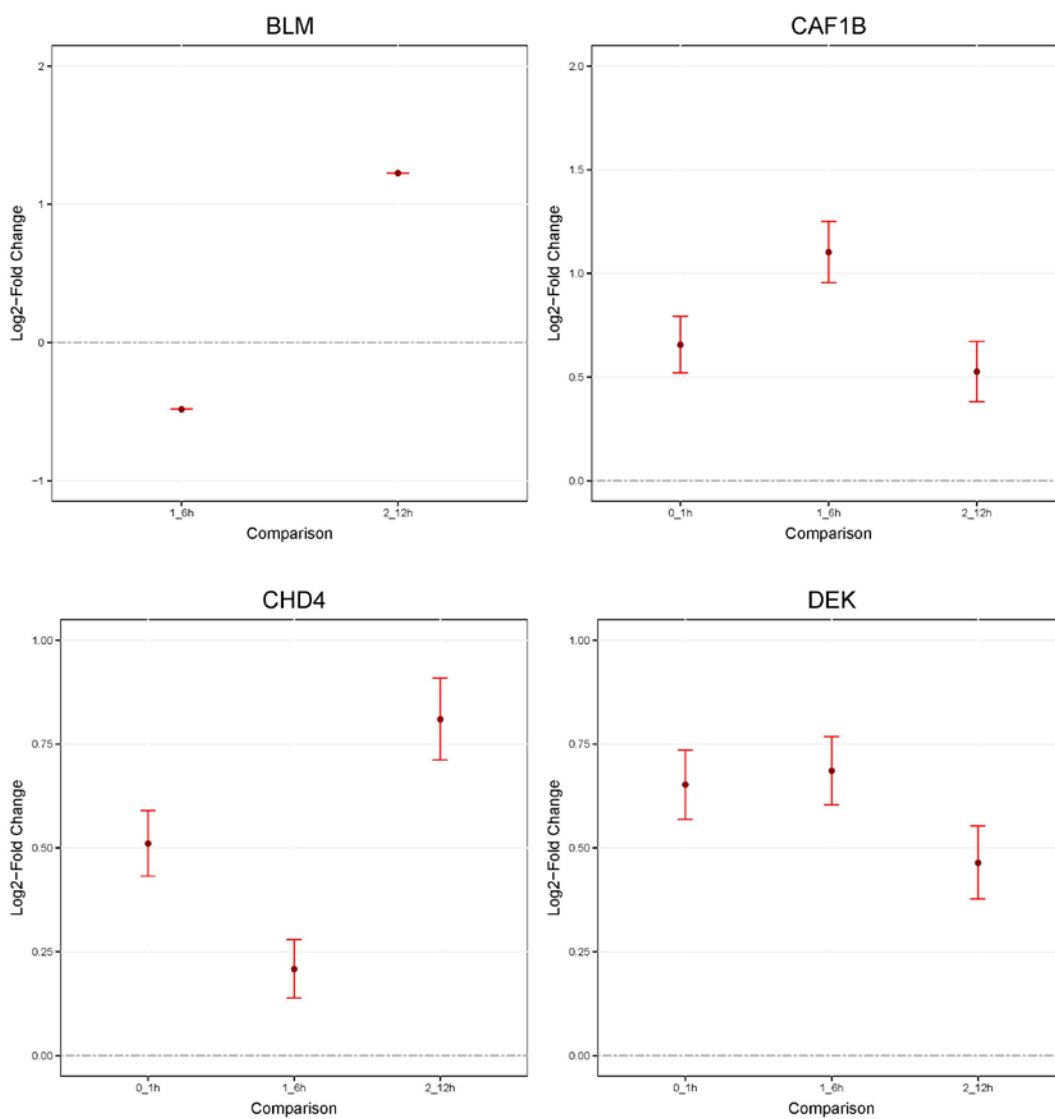 BLM
2
1
0
−1
Log2−Fold Change
1_6h
2_12h
Comparison
CAF1B
2.0
1.5
1.0
0.5
0.0
Log2−Fold Change
0_1h
1_6h
2_12h
Comparison
CHD4
1.00
0.75
0.50
0.25
0.00
Log2−Fold Change
0_1h
1_6h
2_12h
Comparison
DEK
1.00
0.75
0.50
0.25
0.00
Log2−Fold Change
0_1h
1_6h
2_12h
Comparison